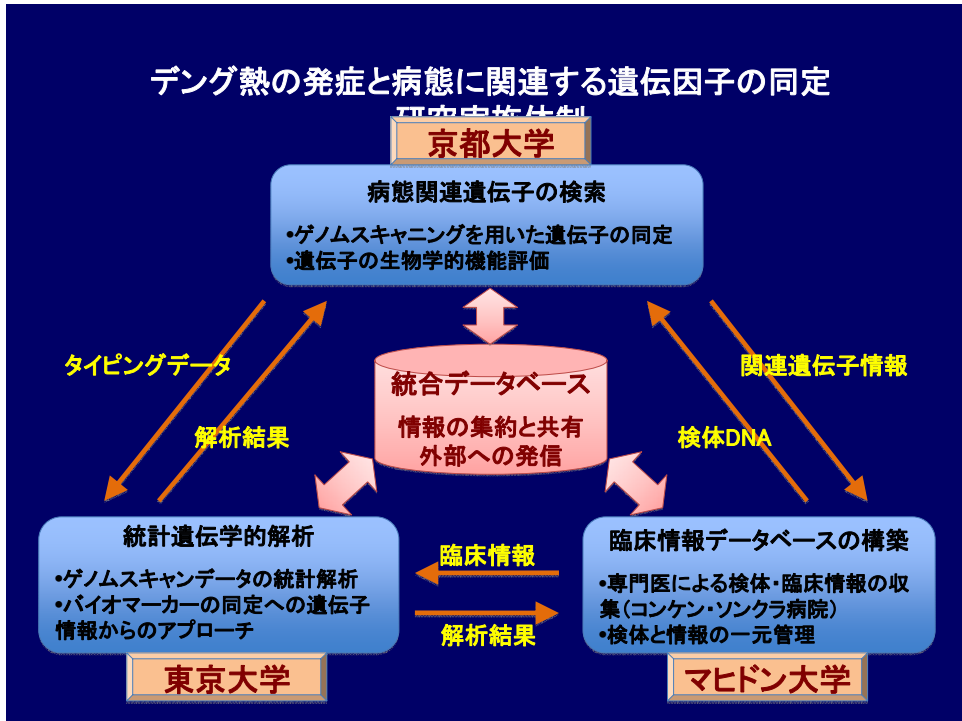 デング熱の発症と病態に関連する遺伝因子の同定
研究実施体制
京都大学
病態関連遺伝子の検索
•ゲノムスキャニングを用いた遺伝子の同定
•遺伝子の生物学的機能評価
タイピングデータ
解析結果
統合データベース
情報の集約と共有
外部への発信
関連遺伝子情報
検体DNA
統計遺伝学的解析
•ゲノムスキャンデータの統計解析
•バイオマーカーの同定への遺伝子
情報からのアプローチ
東京大学
臨床情報
解析結果
臨床情報データベースの構築
•専門医による検体・臨床情報の収
集(コンケン・ソンクラ病院)
•検体と情報の一元管理
マヒドン大学